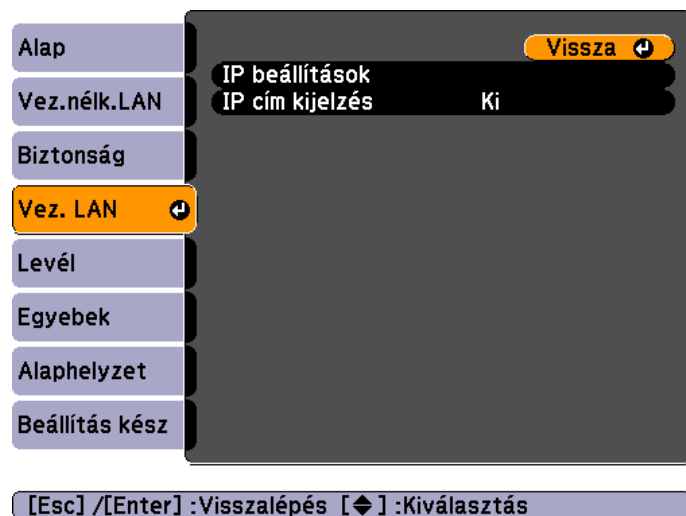 Alap
Vez.nélk.LAN
Biztonság
Vez. LAN
Levél
Egyebek
Alaphelyzet
Beállítás kész
Vissza
IP beállítások
IP cím kijelzés Ki
[Esc] /[Enter] :Visszalépés [◆] :Kiválasztás